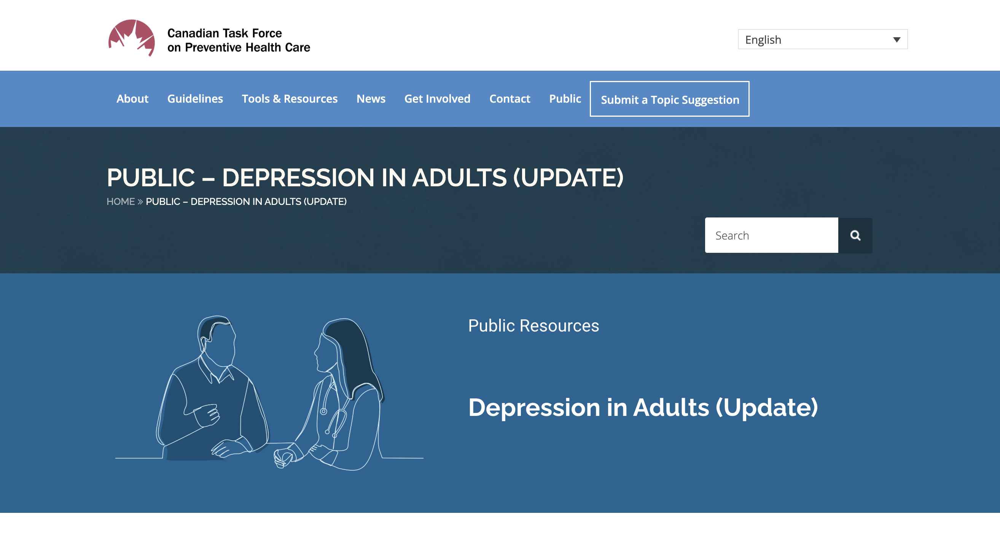 Canadian Task Force
on Preventive Health Care
English
About Guidelines Tools & Resources News Get Involved Contact Public Submit a Topic Suggestion
PUBLIC – DEPRESSION IN ADULTS (UPDATE)
HOME » PUBLIC – DEPRESSION IN ADULTS (UPDATE)
Search
Public Resources
Depression in Adults (Update)